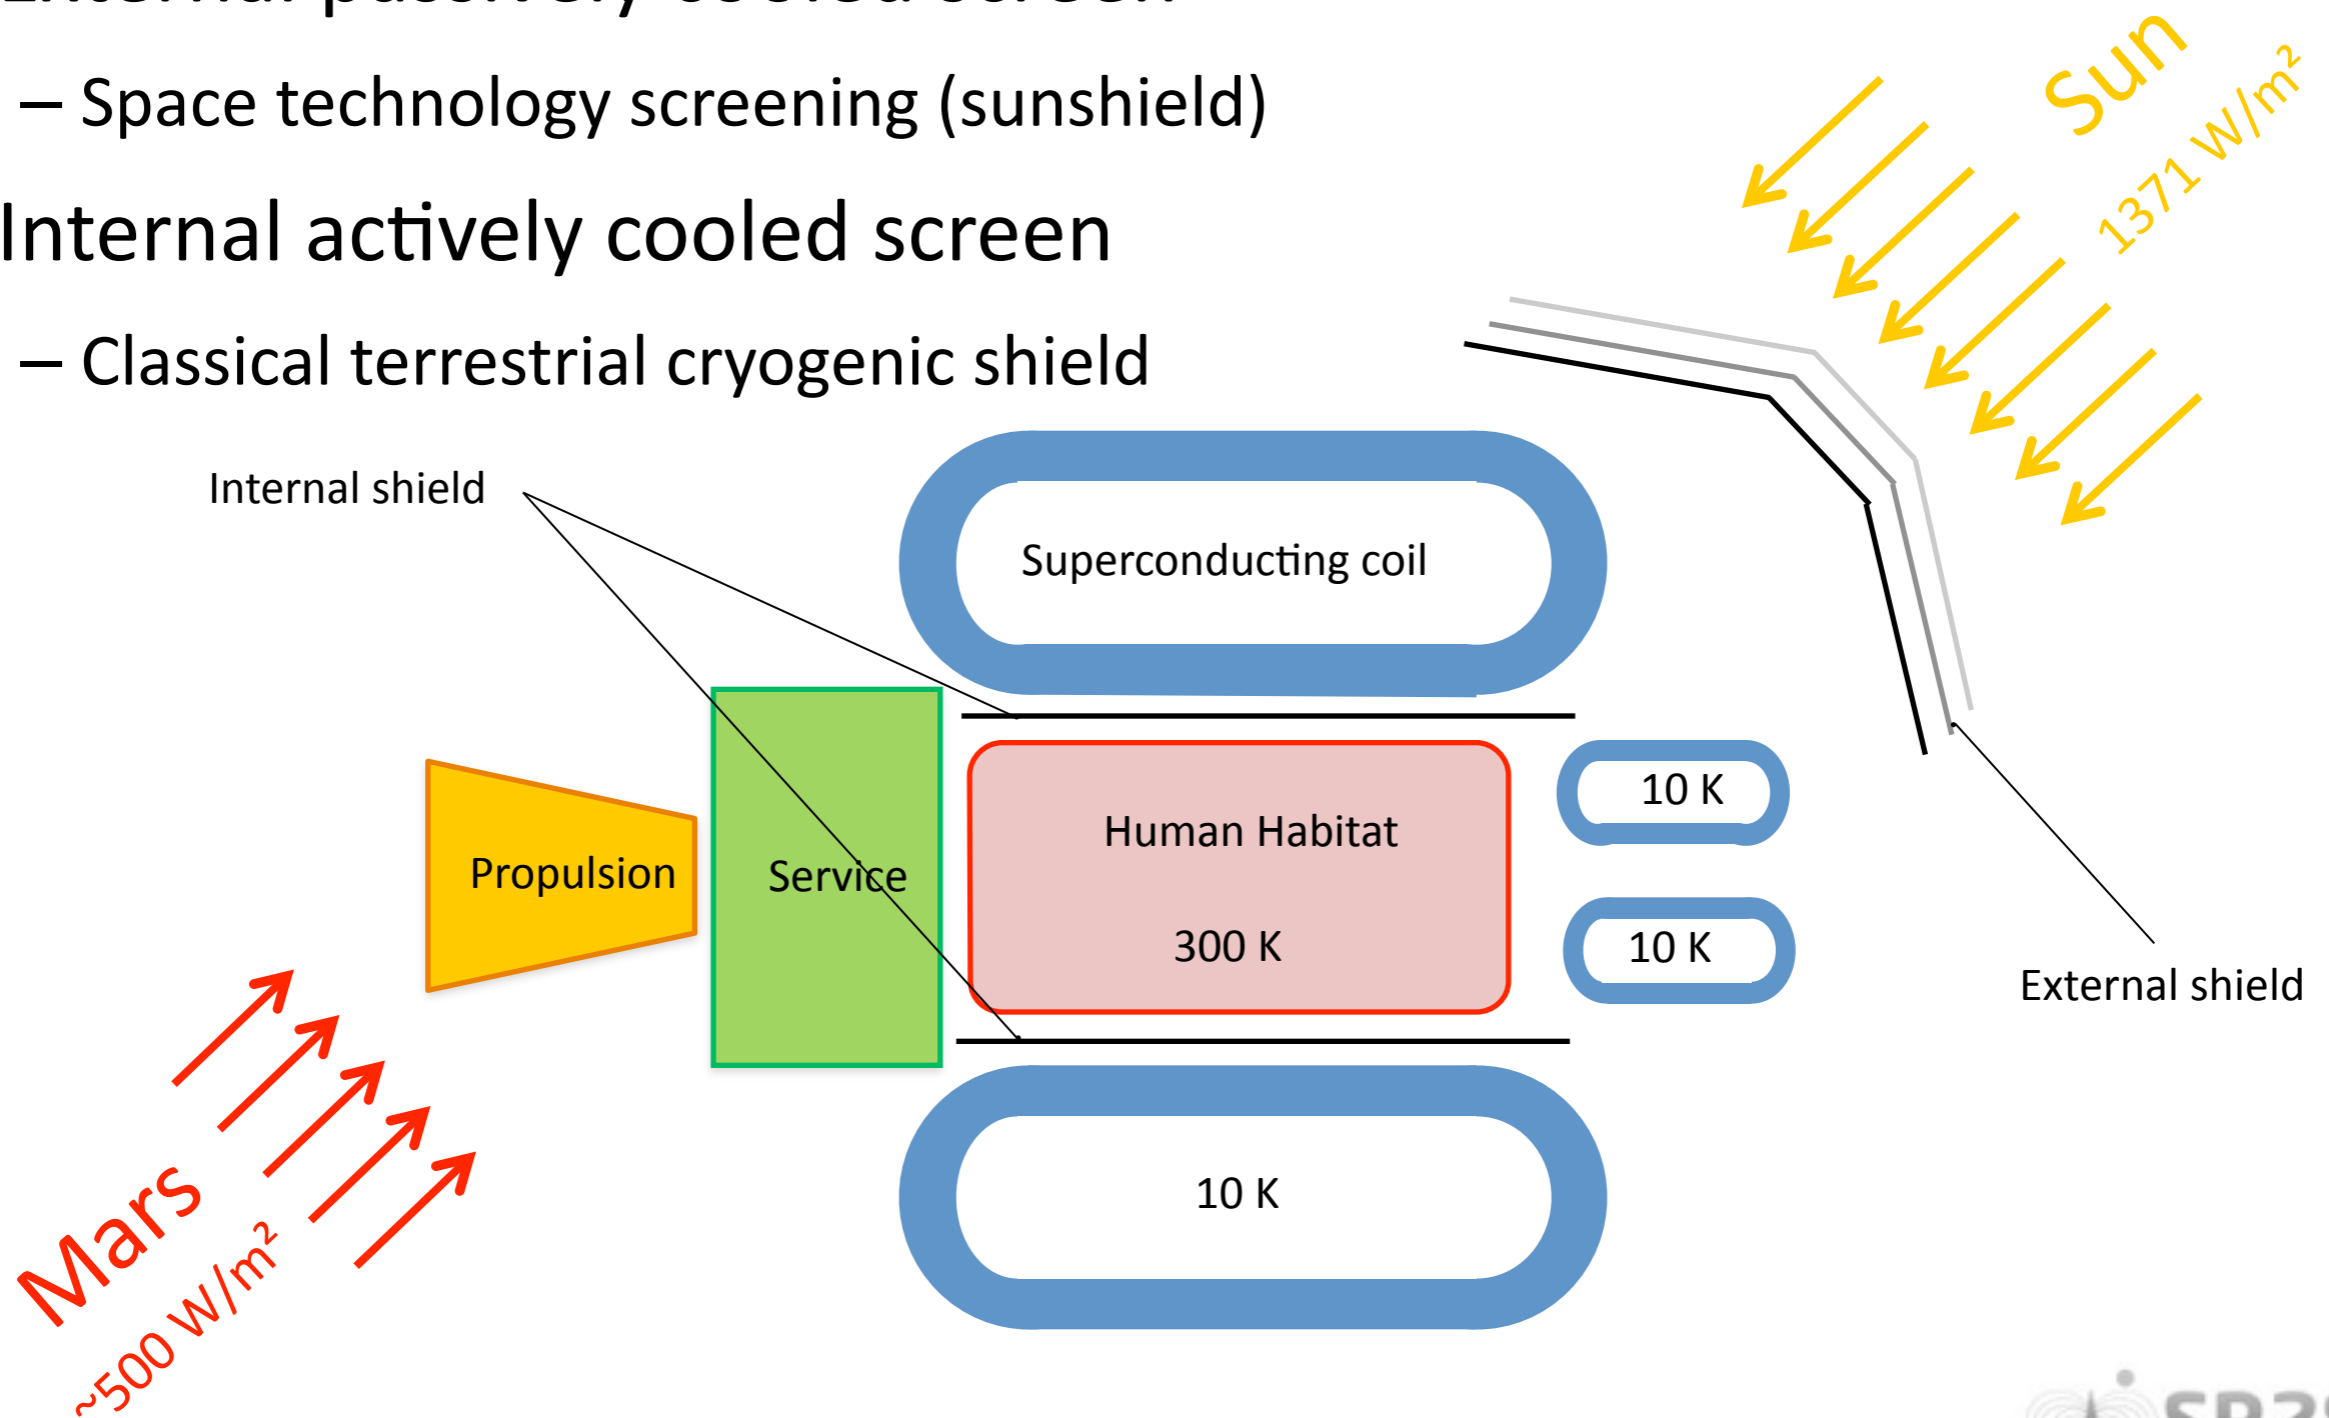 – Space technology screening (sunshield)
Internal actively cooled screen
– Classical terrestrial cryogenic shield
Sun
1371 W/m²
Internal shield
Superconducting coil
Propulsion
Service
Human Habitat
300 K
10 K
10 K
External shield
10 K
Mars
~500 W/m²